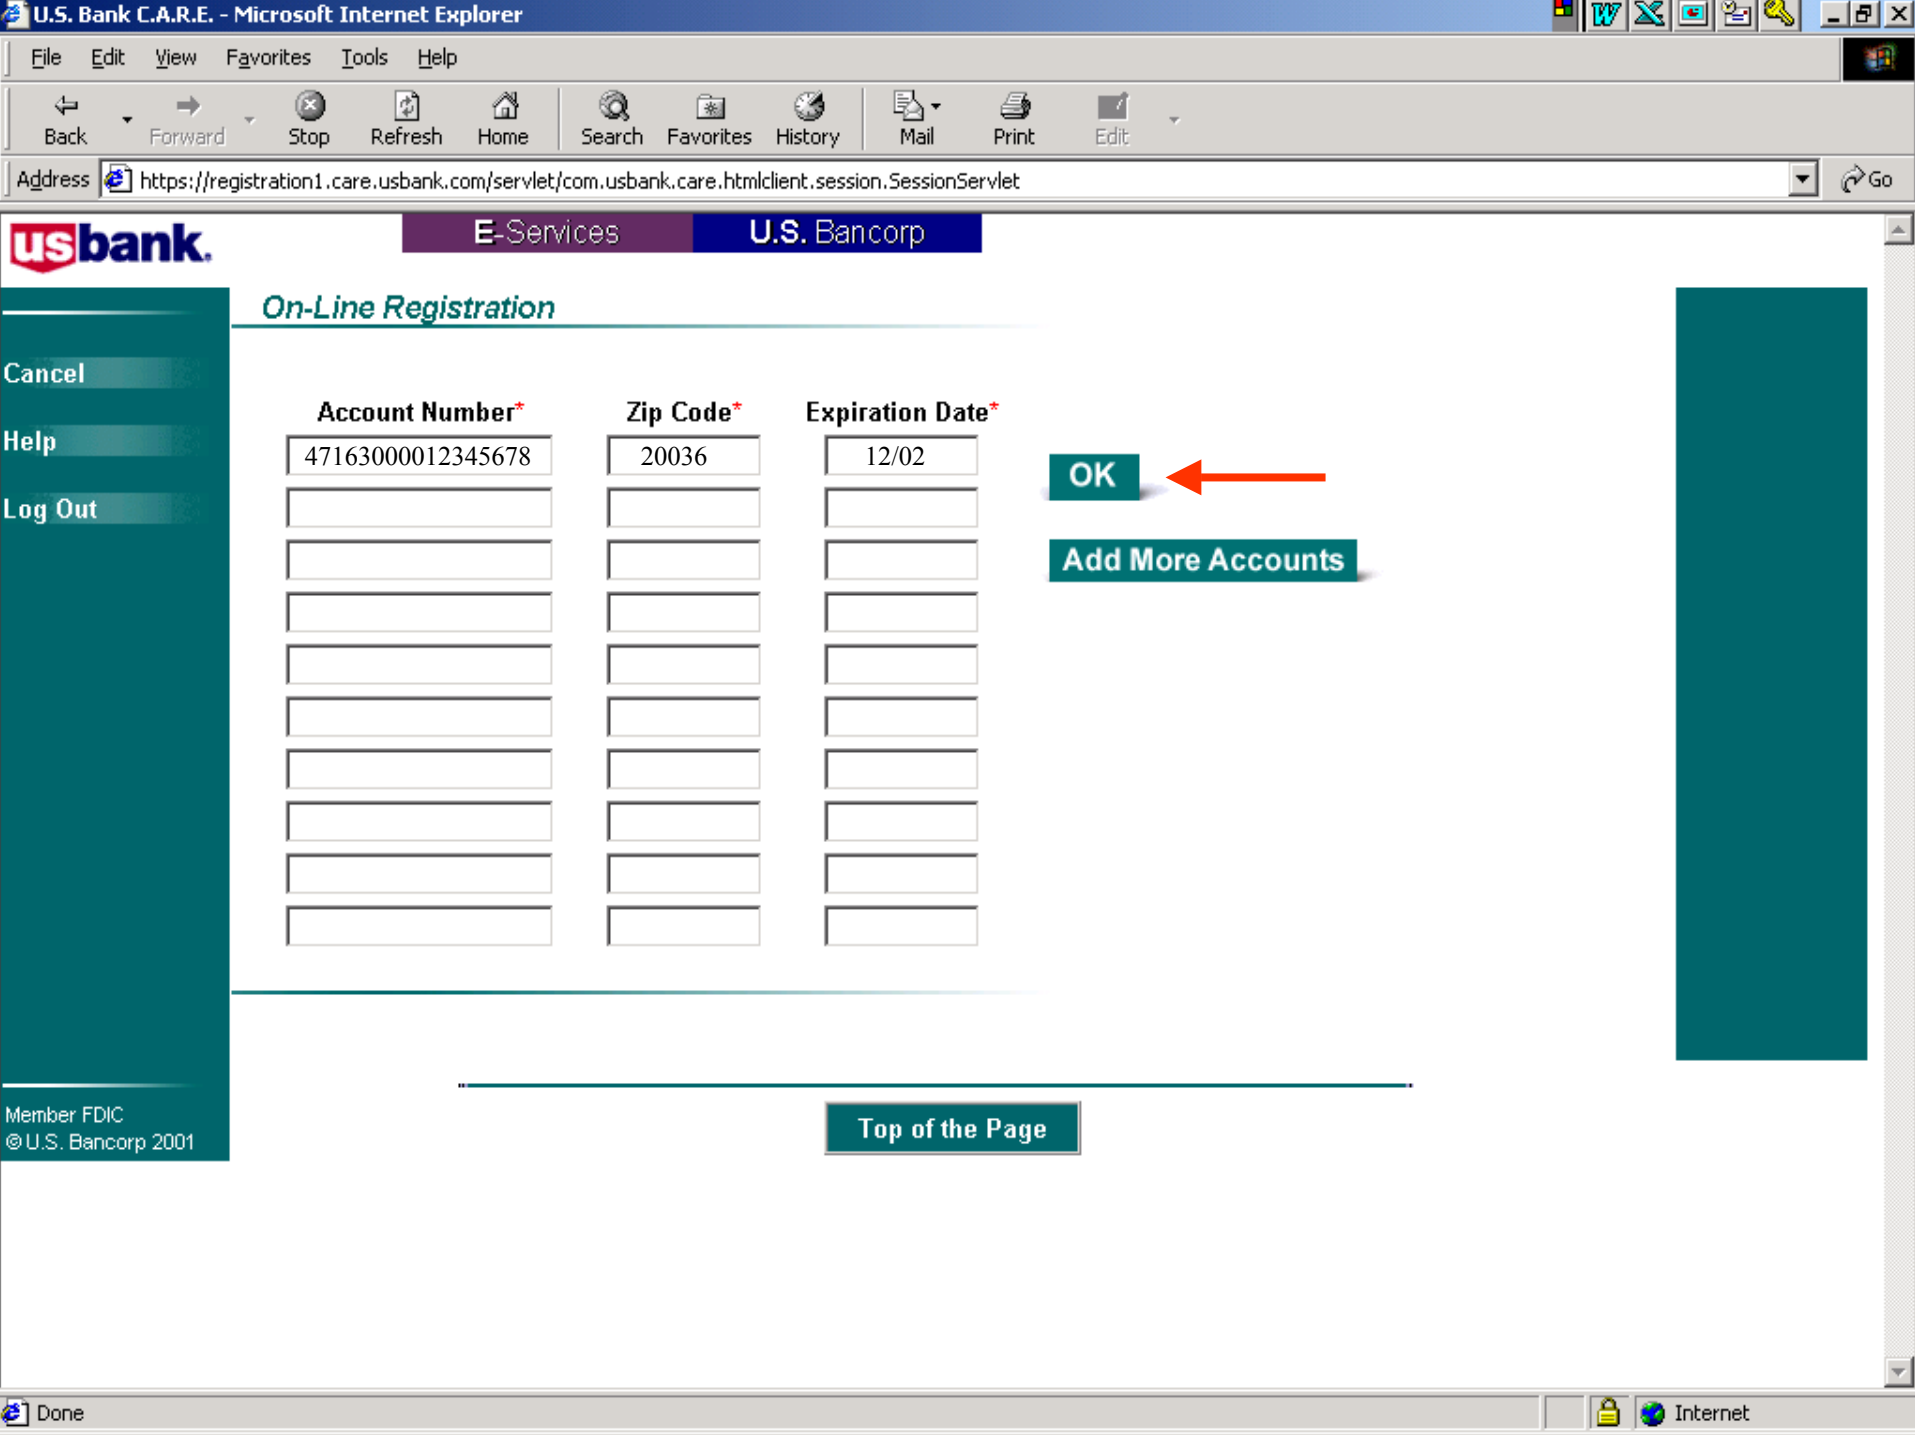 U.S. Bank C.A.R.E. - Microsoft Internet Explorer
File Edit View Favorites Tools Help
Back Forward Stop Refresh Home Search Favorites History Mail Print Edit
Address https://registration1.care.usbank.com/servlet/com.usbank.care.htmlclient.session.SessionServlet Go
usbank. E-Services U.S. Bancorp
On-Line Registration
Cancel
Help
Log Out
Account Number* Zip Code* Expiration Date*
47163000012345678 20036 12/02
OK
Add More Accounts
Member FDIC
© U.S. Bancorp 2001
Top of the Page
Done Internet